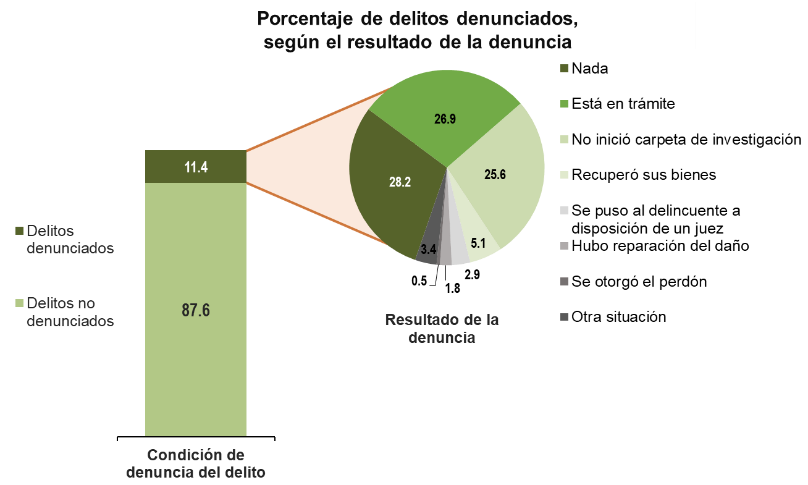 Porcentaje de delitos denunciados,
según el resultado de la denuncia
Delitos
denunciados
Delitos no
denunciados
11.4
87.6
Condición de
denuncia del delito
26.9
28.2
25.6
3.4
5.1
0.5
1.8
2.9
Resultado de la
denuncia
Nada
Está en trámite
No inició carpeta de investigación
Recuperó sus bienes
Se puso al delincuente a
disposición de un juez
Hubo reparación del daño
Se otorgó el perdón
Otra situación